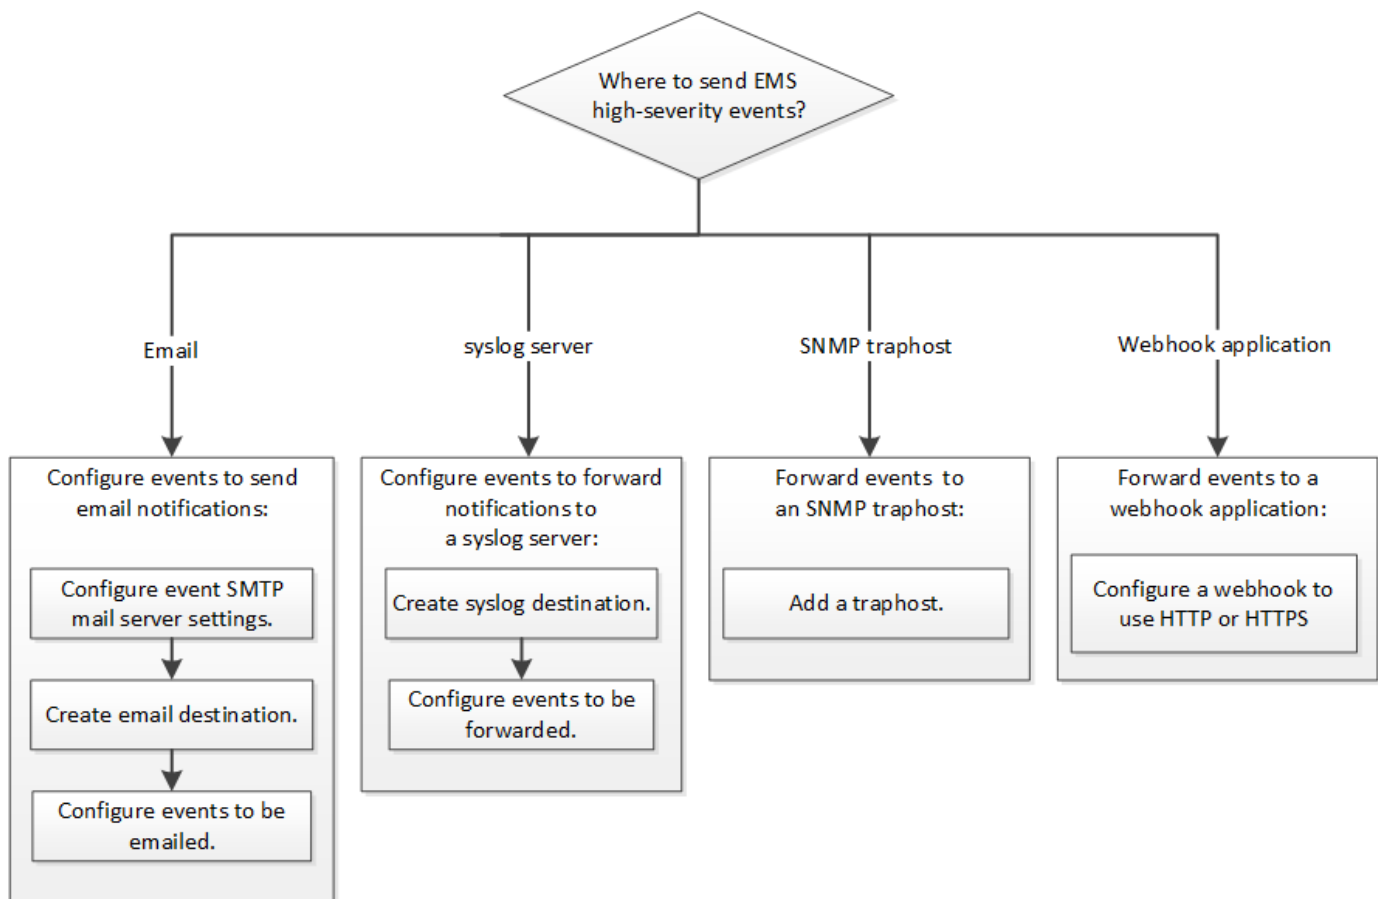 Where to send EMS
high-severity events?
Email
syslog server
SNMP traphost
Webhook application
Configure events to send
email notifications:
Configure event SMTP
mail server settings.
Create email destination.
Configure events to be
emailed.
Configure events to forward
notifications to
a syslog server:
Create syslog destination.
Configure events to be
forwarded.
Forward events to
an SNMP traphost:
Add a traphost.
Forward events to a
webhook application:
Configure a webhook to
use HTTP or HTTPS